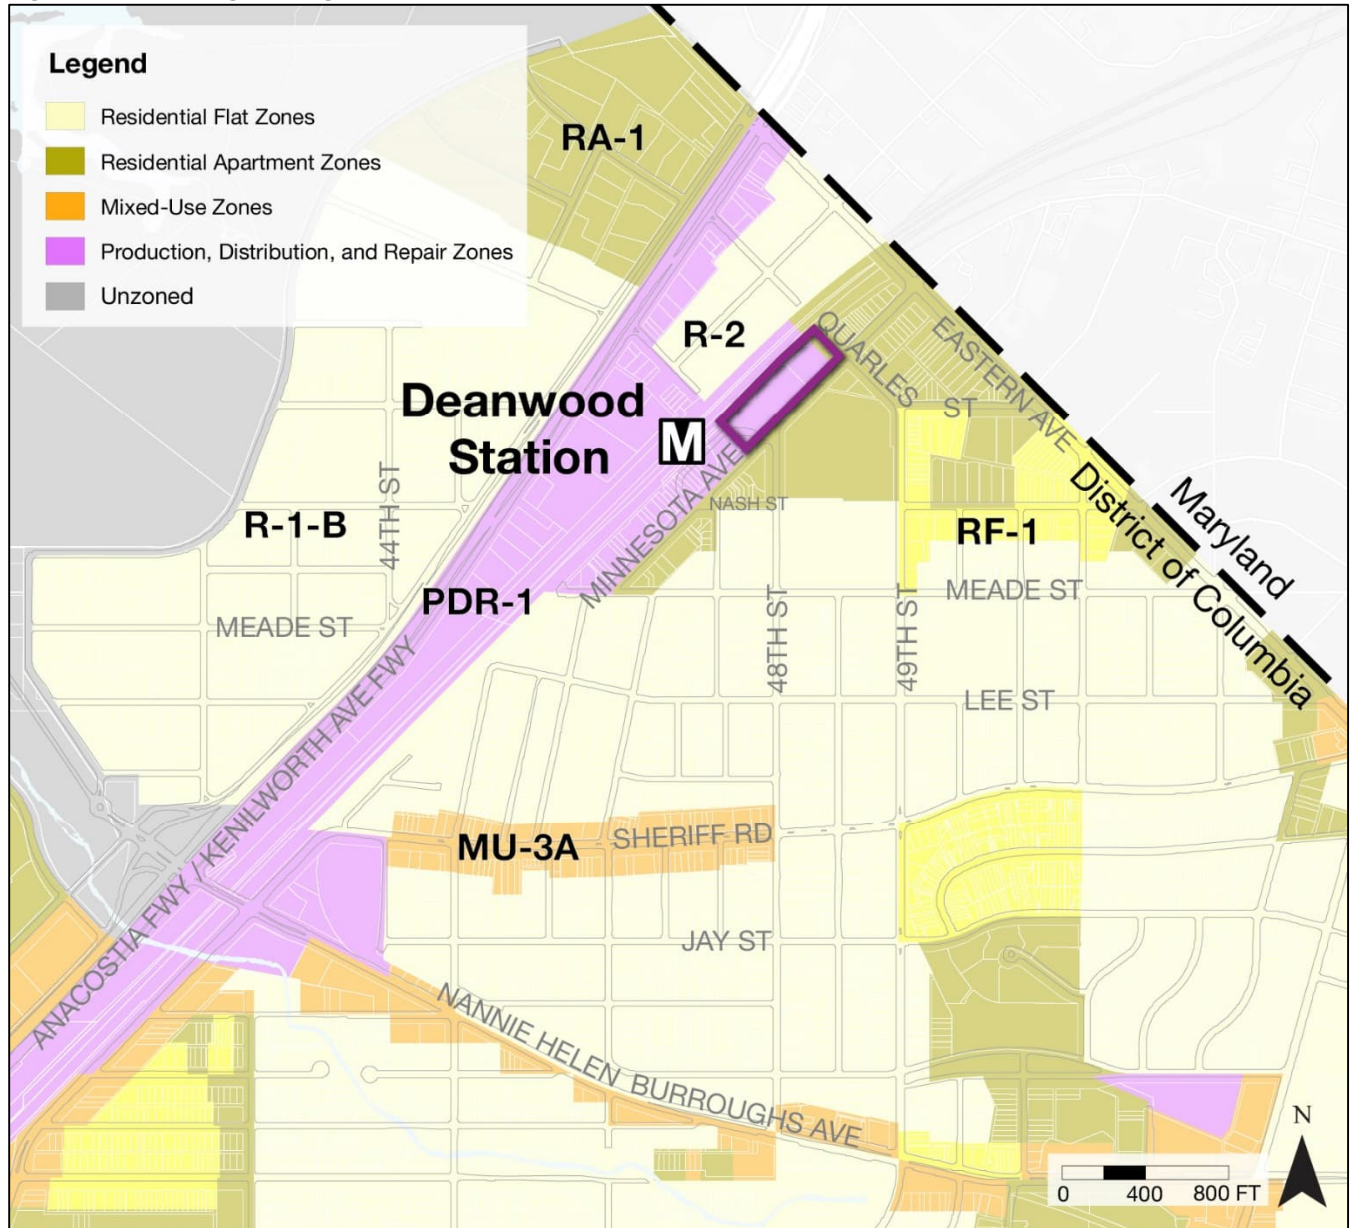 Legend
Residential Flat Zones
Residential Apartment Zones
Mixed-Use Zones
Production, Distribution, and Repair Zones
Unzoned
RA-1
R-2
QUARLES ST
EASTERN AVE
Deanwood
Station
M
Maryland
District of Columbia
44TH ST
R-1-B
NASH ST
RF-1
MINNESOTA AVE
PDR-1
MEADE ST
MEADE ST
48TH ST
49TH ST
LEE ST
ANACOSTIA FWY / KENILWORTH AVE FWY
MU-3A
SHERIFF RD
JAY ST
NANNIE HELEN BURROUGHS AVE
N
0 400 800 FT